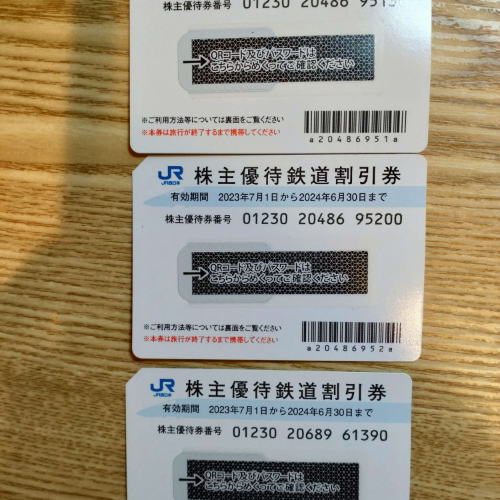 株主優待券番号 01230 20486
QRコード及びパスワードは
こちらからめくってご確認ください
※ご利用方法等については裏面をご覧ください
※本券は旅行が終了するまで携帯してください
a20486951a
JR
JR西日本
株主優待鉄道割引券
有効期間 2023年7月1日から2024年6月30日まで
株主優待券番号 01230 20486 95200
QRコード及びパスワードは
こちらからめくってご確認ください
※ご利用方法等については裏面をご覧ください
※本券は旅行が終了するまで携帯してください
a20486952a
JR
JR西日本
株主優待鉄道割引券
有効期間 2023年7月1日から2024年6月30日まで
株主優待券番号 01230 20689 61390
QRコード及びパスワードは
こちらからめくってご確認ください